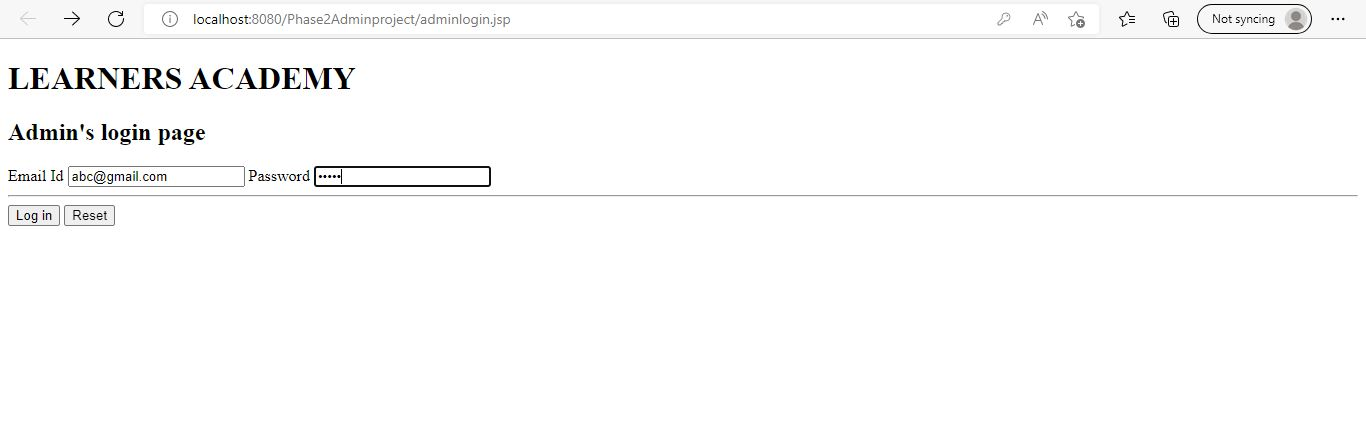 localhost:8080/Phase2Adminproject/adminlogin.jsp Not syncing
LEARNERS ACADEMY
Admin's login page
Email Id abc@gmail.com Password •••••
Log in Reset